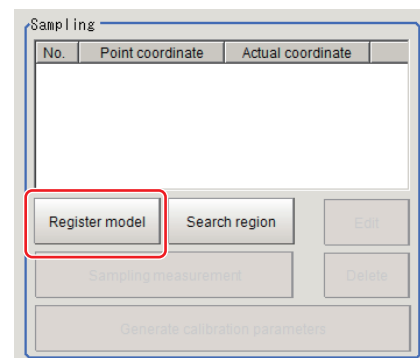 Sampling
No. Point coordinate Actual coordinate
Register model Search region Edit
Sampling measurement Delete
Generate calibration parameters